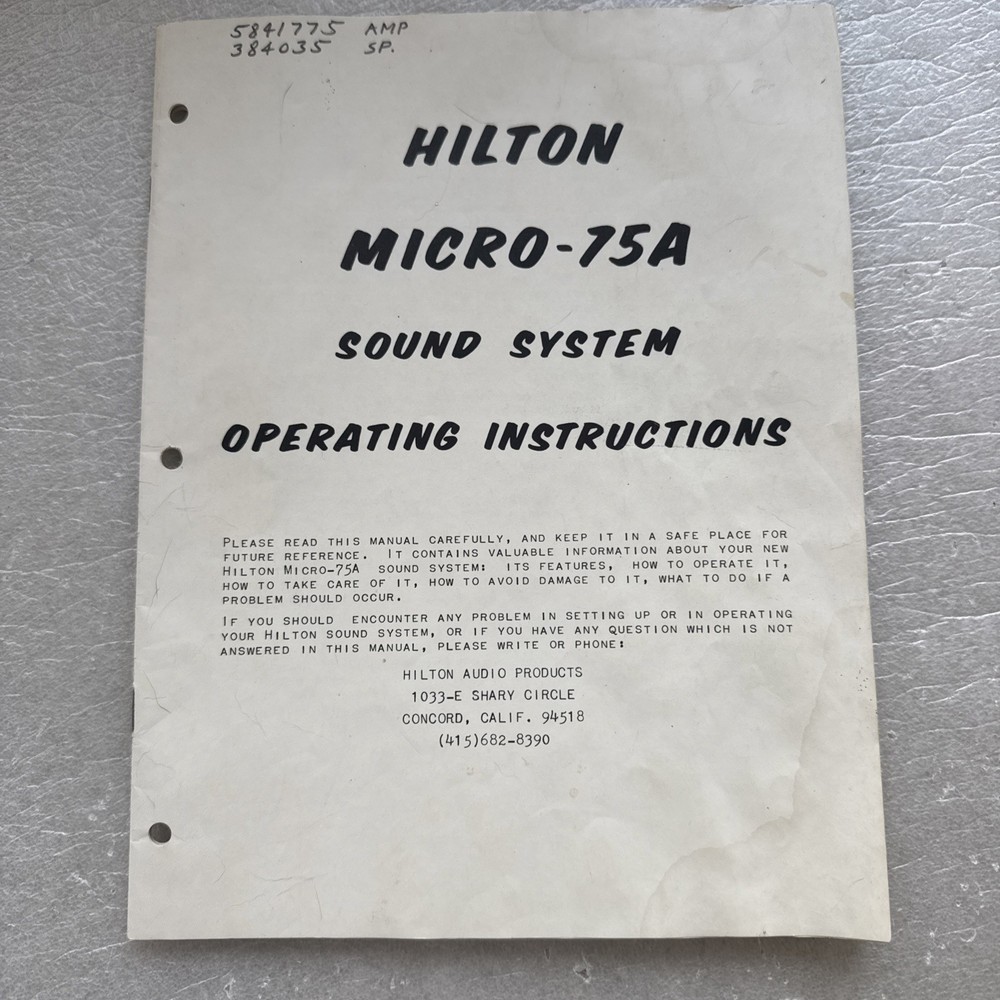 5841775 AMP
384035 SP.
HILTON
MICRO-75A
SOUND SYSTEM
OPERATING INSTRUCTIONS
PLEASE READ THIS MANUAL CAREFULLY, AND KEEP IT IN A SAFE PLACE FOR
FUTURE REFERENCE. IT CONTAINS VALUABLE INFORMATION ABOUT YOUR NEW
HILTON MICRO-75A SOUND SYSTEM: ITS FEATURES, HOW TO OPERATE IT,
HOW TO TAKE CARE OF IT, HOW TO AVOID DAMAGE TO IT, WHAT TO DO IF A
PROBLEM SHOULD OCCUR.
IF YOU SHOULD ENCOUNTER ANY PROBLEM IN SETTING UP OR IN OPERATING
YOUR HILTON SOUND SYSTEM, OR IF YOU HAVE ANY QUESTION WHICH IS NOT
ANSWERED IN THIS MANUAL, PLEASE WRITE OR PHONE:
HILTON AUDIO PRODUCTS
1033-E SHARY CIRCLE
CONCORD, CALIF. 94518
(415)682-8390